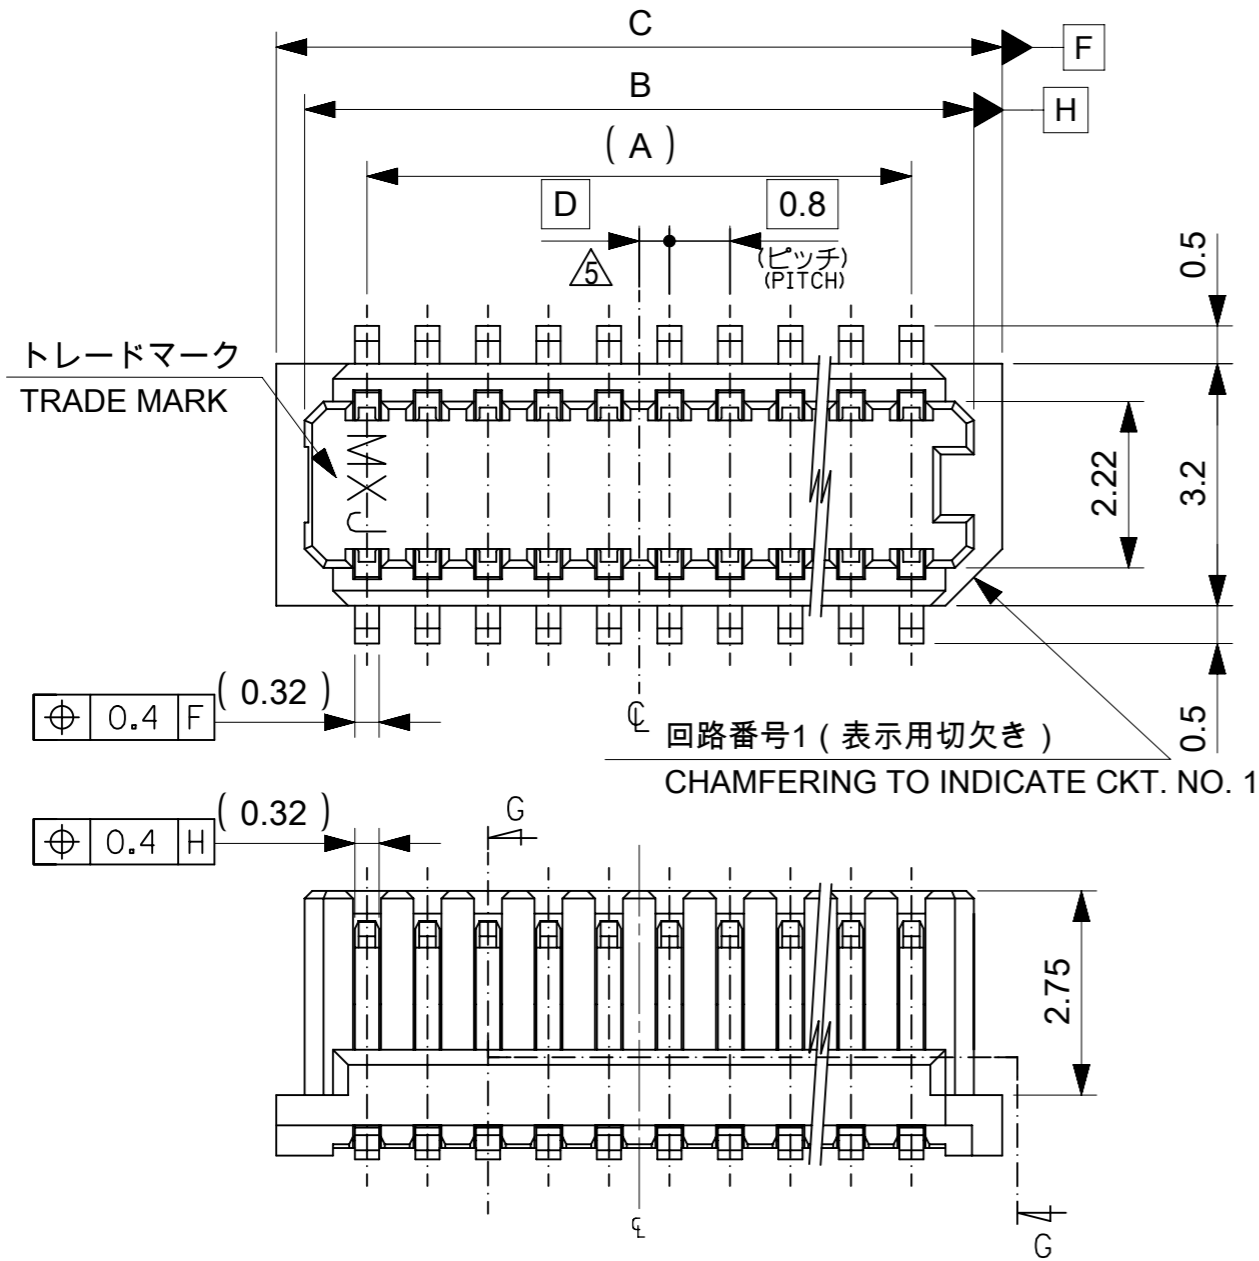 C
F
B
H
( A )
D
0.8
5
(ピッチ)
(PITCH)
0.5
トレードマーク
TRADE MARK
MXJ
2.22
3.2
( 0.32 )
0.4 F
℄
回路番号1 ( 表示用切欠き )
CHAMFERING TO INDICATE CKT. NO. 1
0.5
( 0.32 )
0.4 H
G
2.75
℄
G